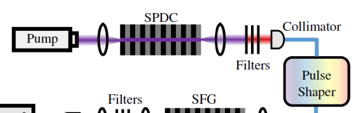 SPDC
Collimator
Pump
Filters
Pulse
Shaper
Filters
SFG